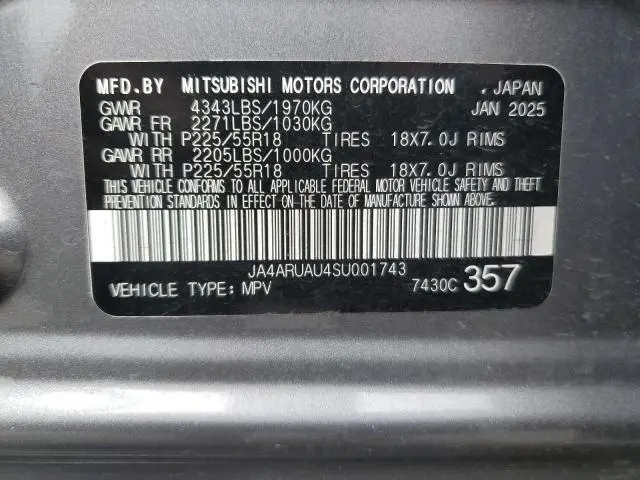 MFD.BY MITSUBISHI MOTORS CORPORATION , JAPAN
GVWR 4343LBS/1970KG JAN 2025
GAWR FR 2271LBS/1030KG
WITH P225/55R18 TIRES 18X7.0J RIMS
GAWR RR 2205LBS/1000KG
WITH P225/55R18 TIRES 18X7.0J RIMS
THIS VEHICLE CONFORMS TO ALL APPLICABLE FEDERAL MOTOR VEHICLE SAFETY AND THEFT
PREVENTION STANDARDS IN EFFECT ON THE DATE OF MANUFACTURE SHOWN ABOVE.
JA4ARUAU4SU001743
VEHICLE TYPE: MPV 7430C 357